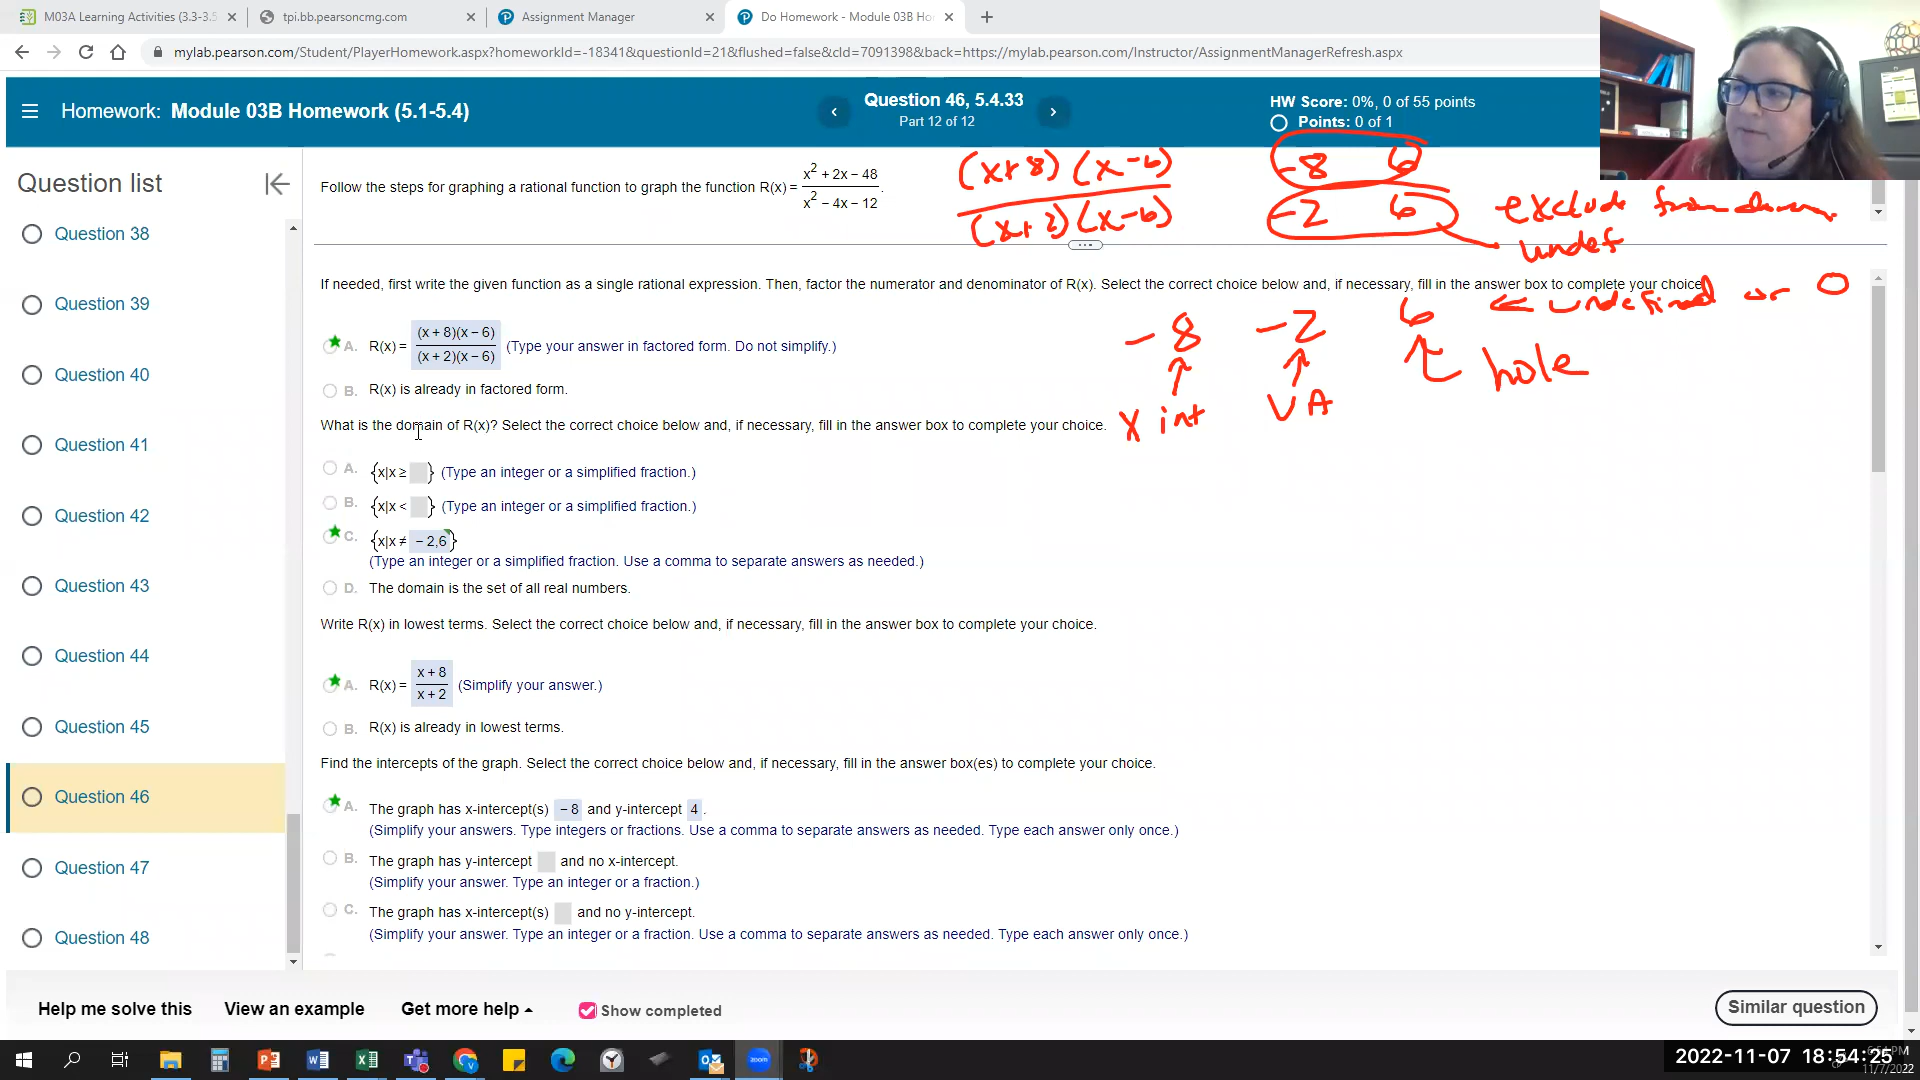 M03A Learning Activities (3.3-3.5
tpi.bb.pearsoncmg.com
Assignment Manager
Do Homework - Module 03B Ho
mylab.pearson.com/Student/PlayerHomework.aspx?homeworkId=-18341&questionId=21&flushed=false&cId=7091398&back=https://mylab.pearson.com/Instructor/AssignmentManagerRefresh.aspx
Homework: Module 03B Homework (5.1-5.4)
Question 46, 5.4.33
Part 12 of 12
HW Score: 0%, 0 of 55 points
Points: 0 of 1
Question list
Question 38
Question 39
Question 40
Question 41
Question 42
Question 43
Question 44
Question 45
Question 46
Question 47
Question 48
Follow the steps for graphing a rational function to graph the function R(x) = (x² + 2x − 48)/(x² − 4x − 12).
(x+8)(x-6)
(x+2)(x-6)
-8 6
-2 6
exclude from
undef
If needed, first write the given function as a single rational expression. Then, factor the numerator and denominator of R(x). Select the correct choice below and, if necessary, fill in the answer box to complete your choice.
undefined or 0
-8 -2 6
x int
VA
hole
A. R(x) = (x + 8)(x − 6)/(x + 2)(x − 6) (Type your answer in factored form. Do not simplify.)
B. R(x) is already in factored form.
What is the domain of R(x)? Select the correct choice below and, if necessary, fill in the answer box to complete your choice.
A. {x|x ≥ } (Type an integer or a simplified fraction.)
B. {x|x < } (Type an integer or a simplified fraction.)
C. {x|x ≠ − 2,6}
(Type an integer or a simplified fraction. Use a comma to separate answers as needed.)
D. The domain is the set of all real numbers.
Write R(x) in lowest terms. Select the correct choice below and, if necessary, fill in the answer box to complete your choice.
A. R(x) = (x + 8)/(x + 2) (Simplify your answer.)
B. R(x) is already in lowest terms.
Find the intercepts of the graph. Select the correct choice below and, if necessary, fill in the answer box(es) to complete your choice.
A. The graph has x-intercept(s) − 8 and y-intercept 4.
(Simplify your answers. Type integers or fractions. Use a comma to separate answers as needed. Type each answer only once.)
B. The graph has y-intercept and no x-intercept.
(Simplify your answer. Type an integer or a fraction.)
C. The graph has x-intercept(s) and no y-intercept.
(Simplify your answer. Type an integer or a fraction. Use a comma to separate answers as needed. Type each answer only once.)
Help me solve this
View an example
Get more help
Show completed
Similar question
2022-11-07 18:54:25
11/7/2022